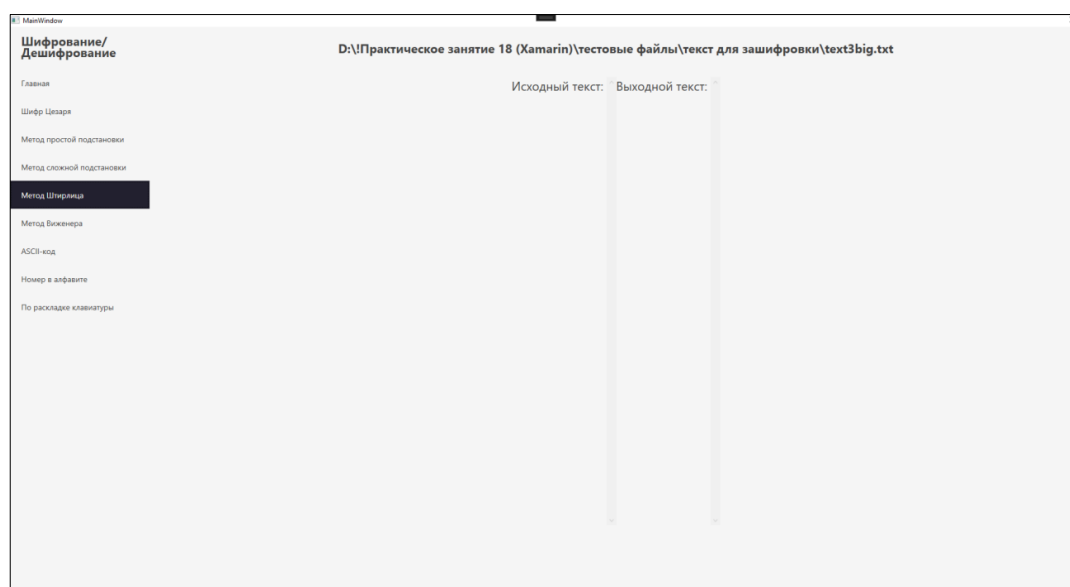 MainWindow
Шифрование/
Дешифрование
D:\!Практическое занятие 18 (Xamarin)\тестовые файлы\текст для зашифровки\text3big.txt
Исходный текст: Выходной текст:
Главная
Шифр Цезаря
Метод простой подстановки
Метод сложной подстановки
Метод Штирлица
Метод Виженера
ASCII-код
Номер в алфавите
По раскладке клавиатуры